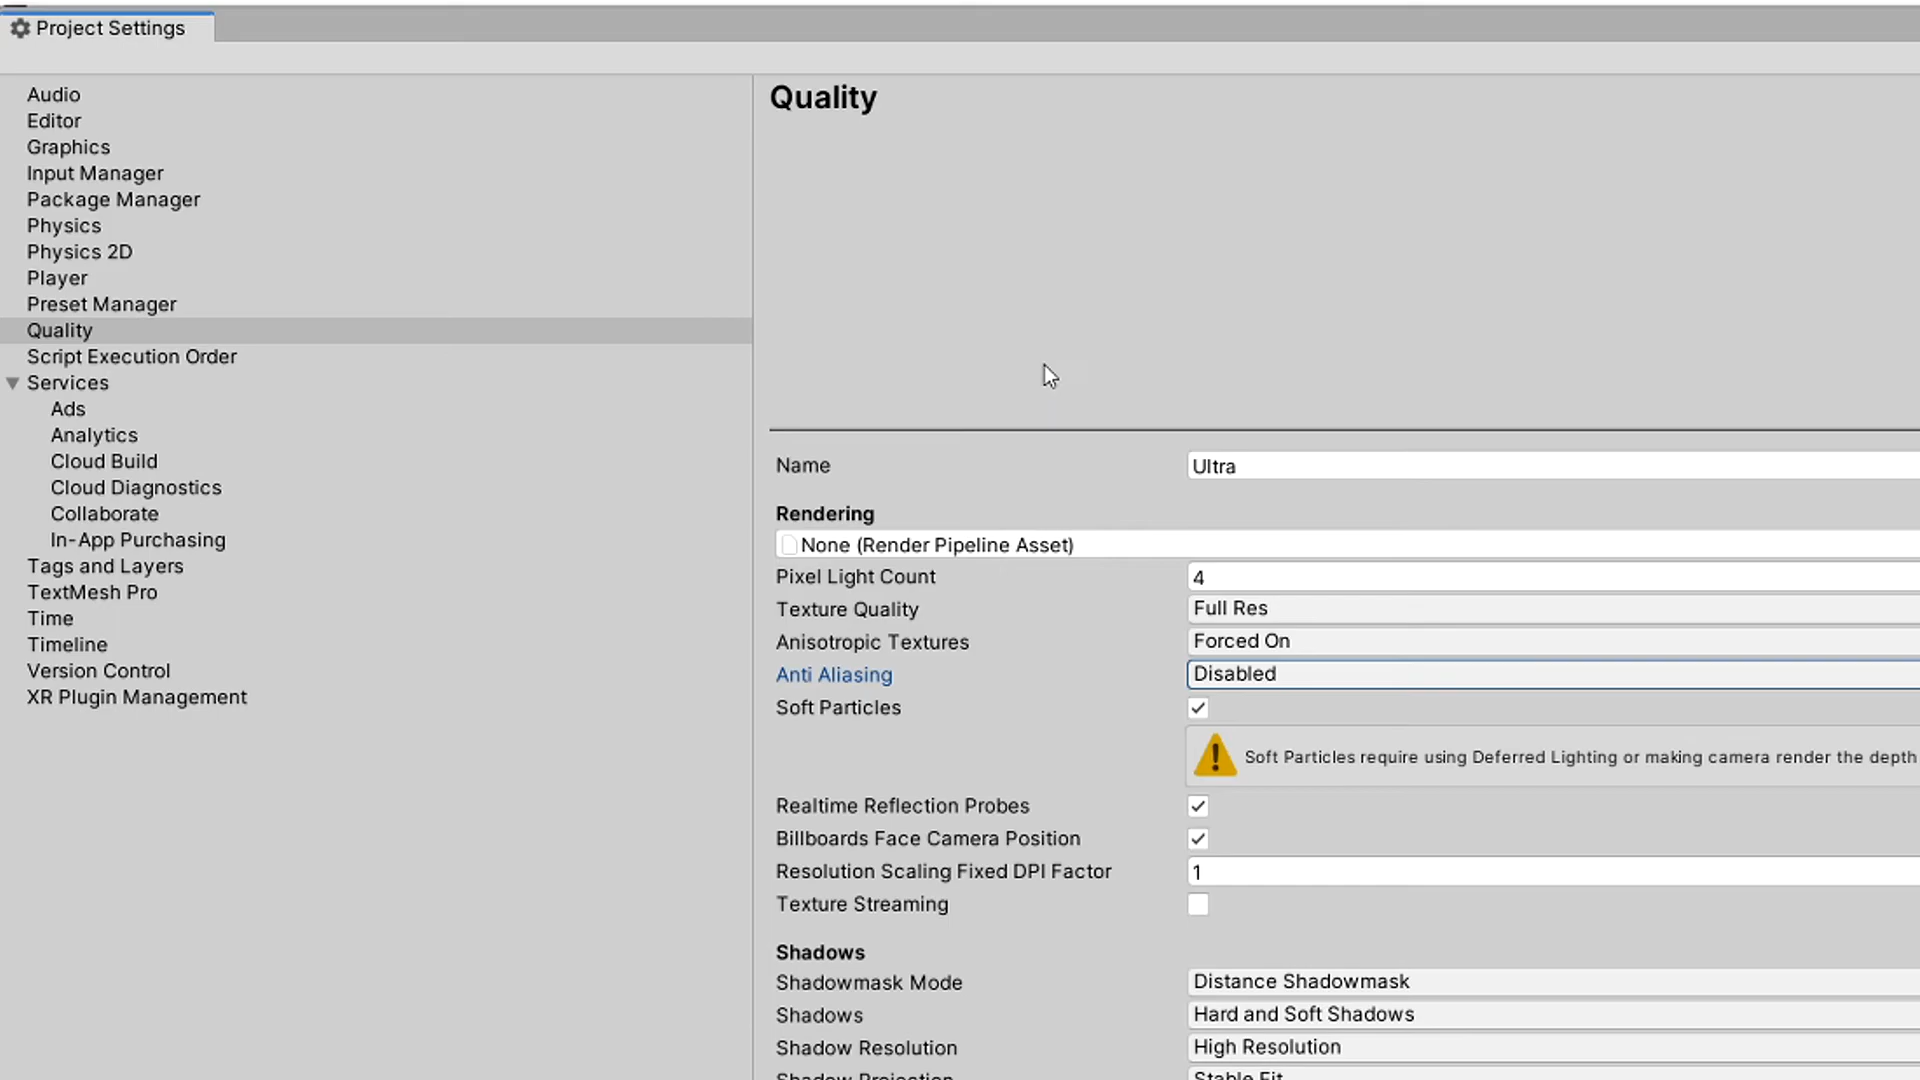 Project Settings
Audio
Editor
Graphics
Input Manager
Package Manager
Physics
Physics 2D
Player
Preset Manager
Quality
Script Execution Order
Services
Ads
Analytics
Cloud Build
Cloud Diagnostics
Collaborate
In-App Purchasing
Tags and Layers
TextMesh Pro
Time
Timeline
Version Control
XR Plugin Management
Quality
Name Ultra
Rendering
None (Render Pipeline Asset)
Pixel Light Count 4
Texture Quality Full Res
Anisotropic Textures Forced On
Anti Aliasing Disabled
Soft Particles
Soft Particles require using Deferred Lighting or making camera render the depth
Realtime Reflection Probes
Billboards Face Camera Position
Resolution Scaling Fixed DPI Factor 1
Texture Streaming
Shadows
Shadowmask Mode Distance Shadowmask
Shadows Hard and Soft Shadows
Shadow Resolution High Resolution
Shadow Projection Stable Fit